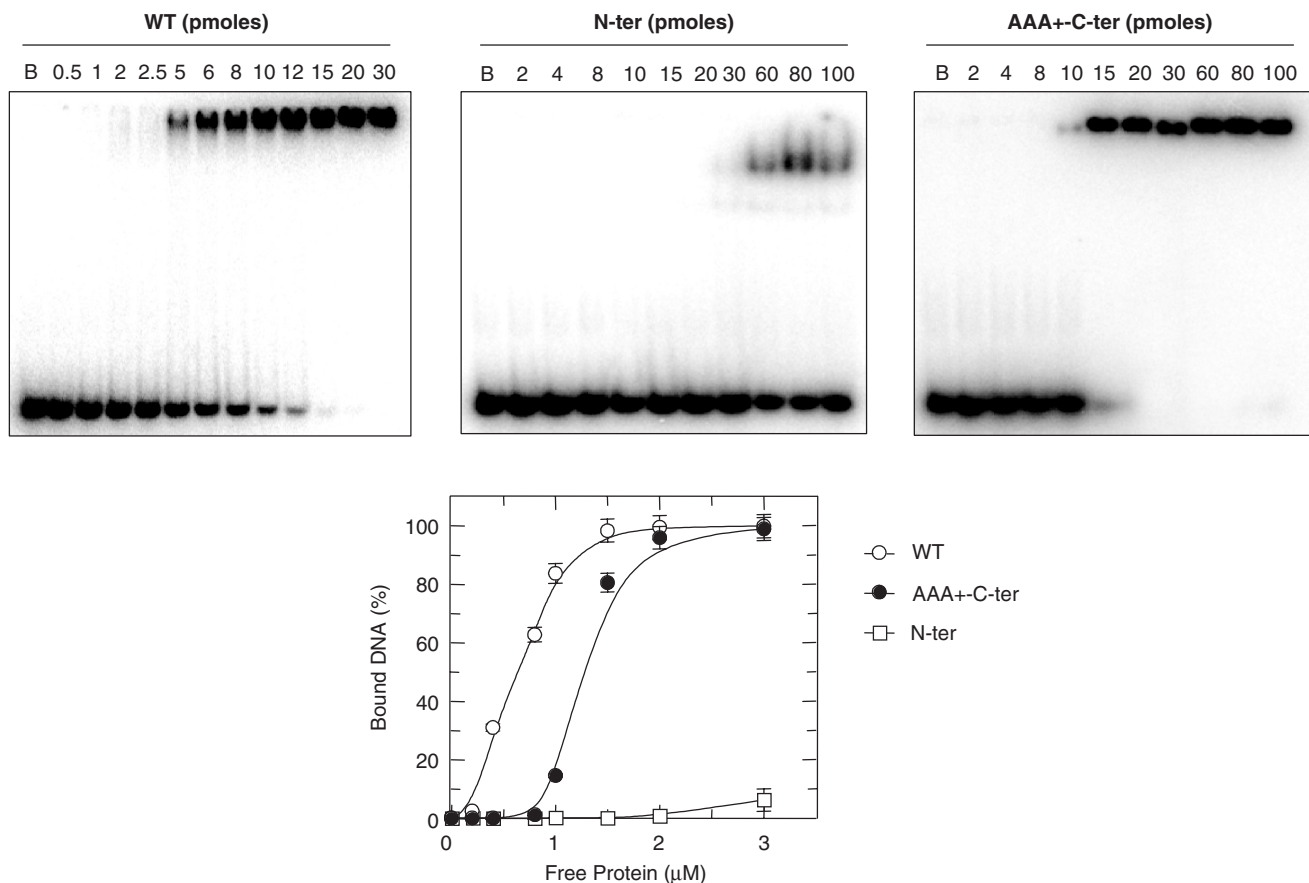 WT (pmoles)
B 0.5 1 2 2.5 5 6 8 10 12 15 20 30
N-ter (pmoles)
B 2 4 8 10 15 20 30 60 80 100
AAA+-C-ter (pmoles)
B 2 4 8 10 15 20 30 60 80 100
Bound DNA (%)
100
80
60
40
20
0
0 1 2 3
Free Protein (μM)
WT
AAA+-C-ter
N-ter